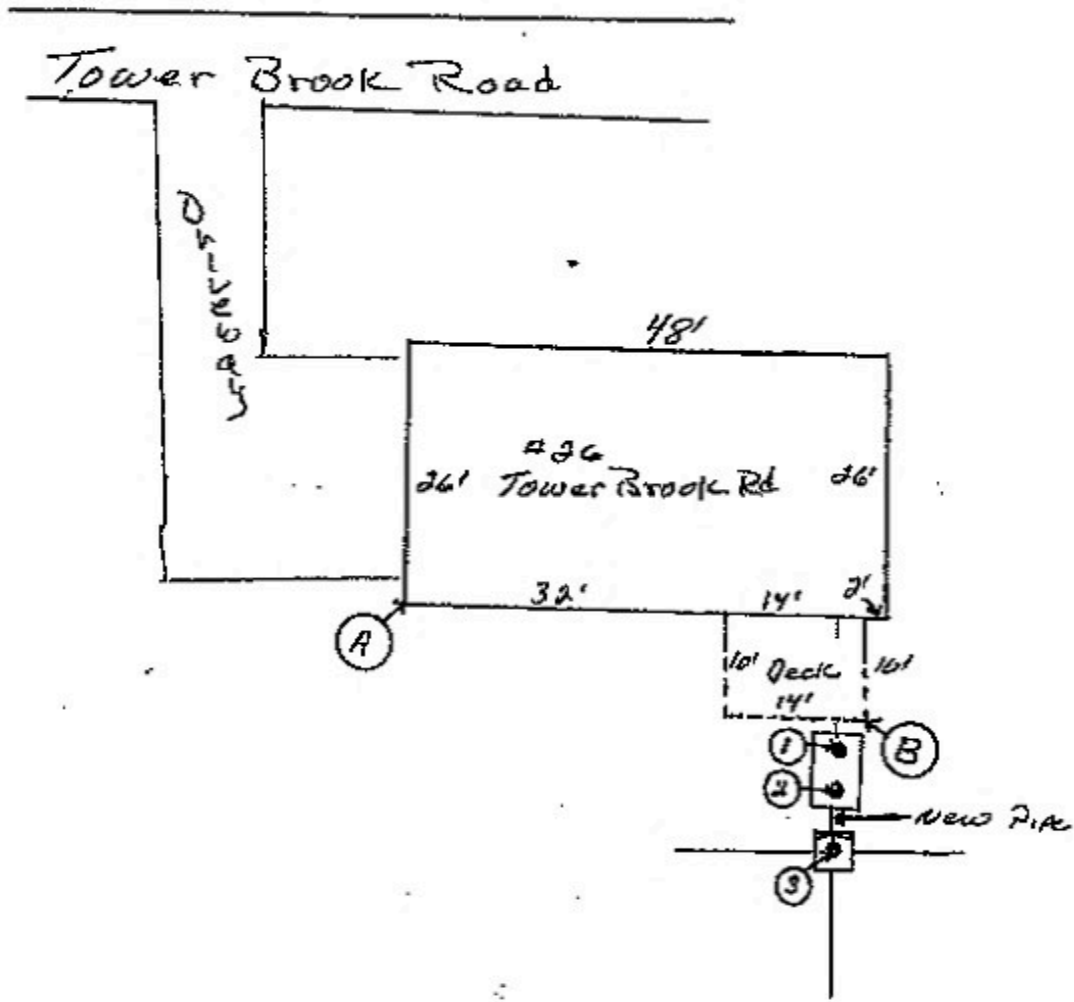 Tower Brook Road
Driveway
48'
#26
26' Tower Brook Rd 26'
32' 14' 2'
A
10' Deck 10'
14'
B
1
2
New Pipe
3